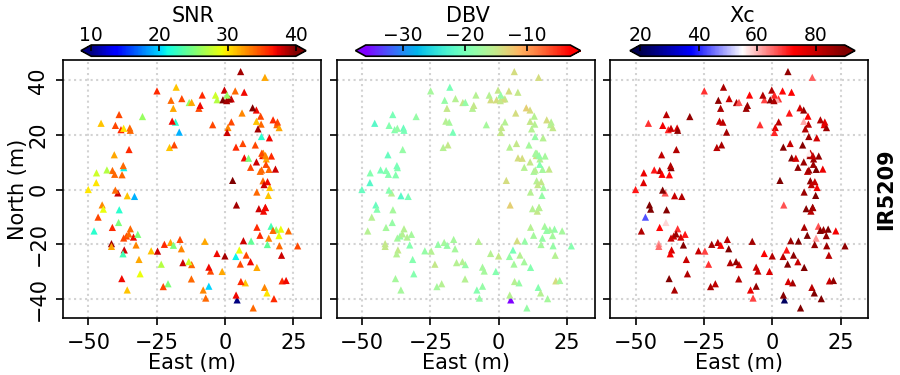 SNR DBV Xc
10 20 30 40 −30 −20 −10 20 40 60 80
40
20
0
−20
−40
North (m)
−50 −25 0 25 −50 −25 0 25 −50 −25 0 25
East (m) East (m) East (m)
IR5209